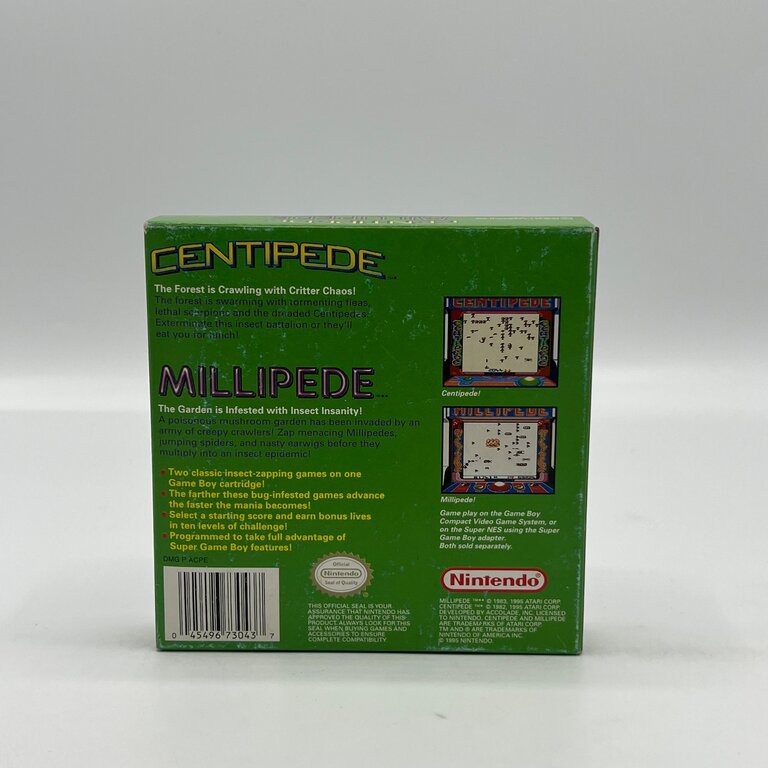 CENTIPEDE™
The Forest is Crawling with Critter Chaos!
The forest is swarming with tormenting fleas,
lethal scorpions and the dreaded Centipedes.
Exterminate this insect battalion or they'll
eat you for lunch!
MILLIPEDE™
The Garden is Infested with Insect Insanity!
A poisonous mushroom garden has been invaded by an
army of creepy crawlers! Zap menacing Millipedes,
jumping spiders, and nasty earwigs before they
multiply into an insect epidemic!
• Two classic insect-zapping games on one
Game Boy cartridge!
• The farther these bug-infested games advance
the faster the mania becomes!
• Select a starting score and earn bonus lives
in ten levels of challenge!
• Programmed to take full advantage of
Super Game Boy features!
DMG P ACPE
0 45496 73043 7
Official
Nintendo
Seal of Quality
THIS OFFICIAL SEAL IS YOUR
ASSURANCE THAT NINTENDO HAS
APPROVED THE QUALITY OF THIS
PRODUCT. ALWAYS LOOK FOR THIS
SEAL WHEN BUYING GAMES AND
ACCESSORIES TO ENSURE
COMPLETE COMPATIBILITY.
CENTIPEDE
Centipede!
MILLIPEDE
Millipede!
Game play on the Game Boy
Compact Video Game System, or
on the Super NES using the Super
Game Boy adapter.
Both sold separately.
Nintendo®
MILLIPEDE © 1983, 1995 ATARI CORP.
CENTIPEDE © 1982, 1995 ATARI CORP.
DEVELOPED BY ACCOLADE, INC. LICENSED
TO NINTENDO. CENTIPEDE AND MILLIPEDE
ARE TRADEMARKS OF ATARI CORP.
TM AND ® ARE TRADEMARKS OF
NINTENDO OF AMERICA INC.
© 1995 NINTENDO.